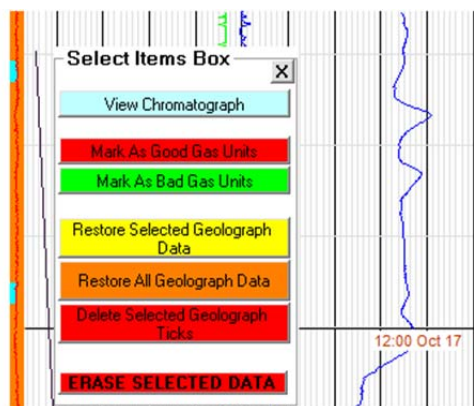 Select Items Box
X
View Chromatograph
Mark As Good Gas Units
Mark As Bad Gas Units
Restore Selected Geolograph
Data
Restore All Geolograph Data
Delete Selected Geolograph
Ticks
12:00 Oct 17
ERASE SELECTED DATA